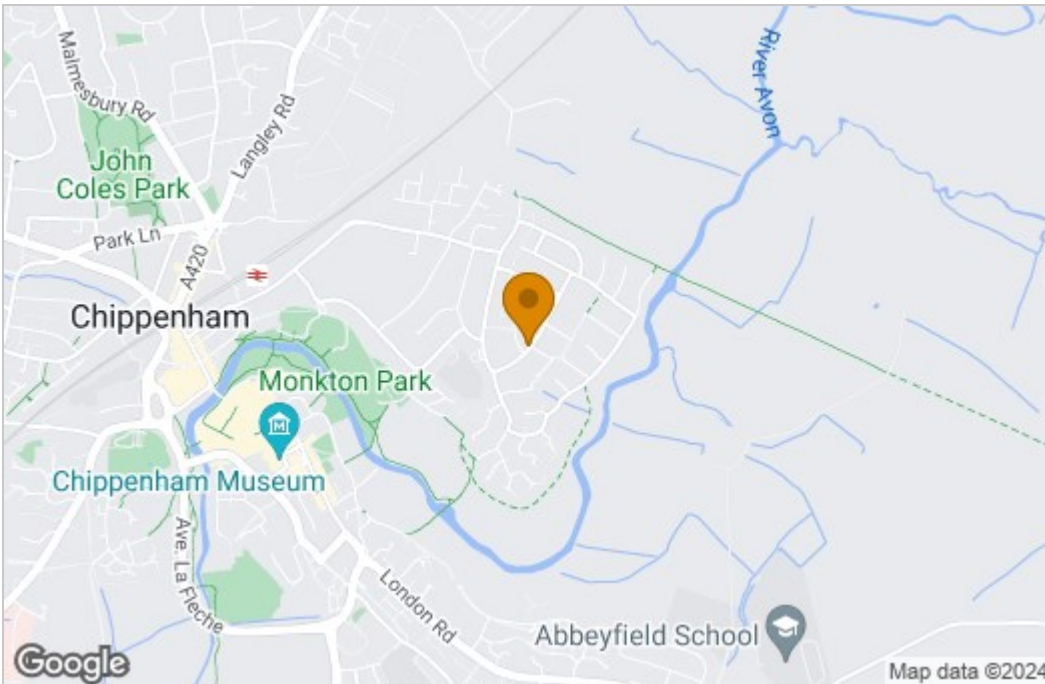 Malmesbury Rd
Langley Rd
River Avon
John
Coles Park
Park Ln
A420
Chippenham
Monkton Park
M
Chippenham Museum
Ave. La Fleche
London Rd
Abbeyfield School
Google
Map data ©2024